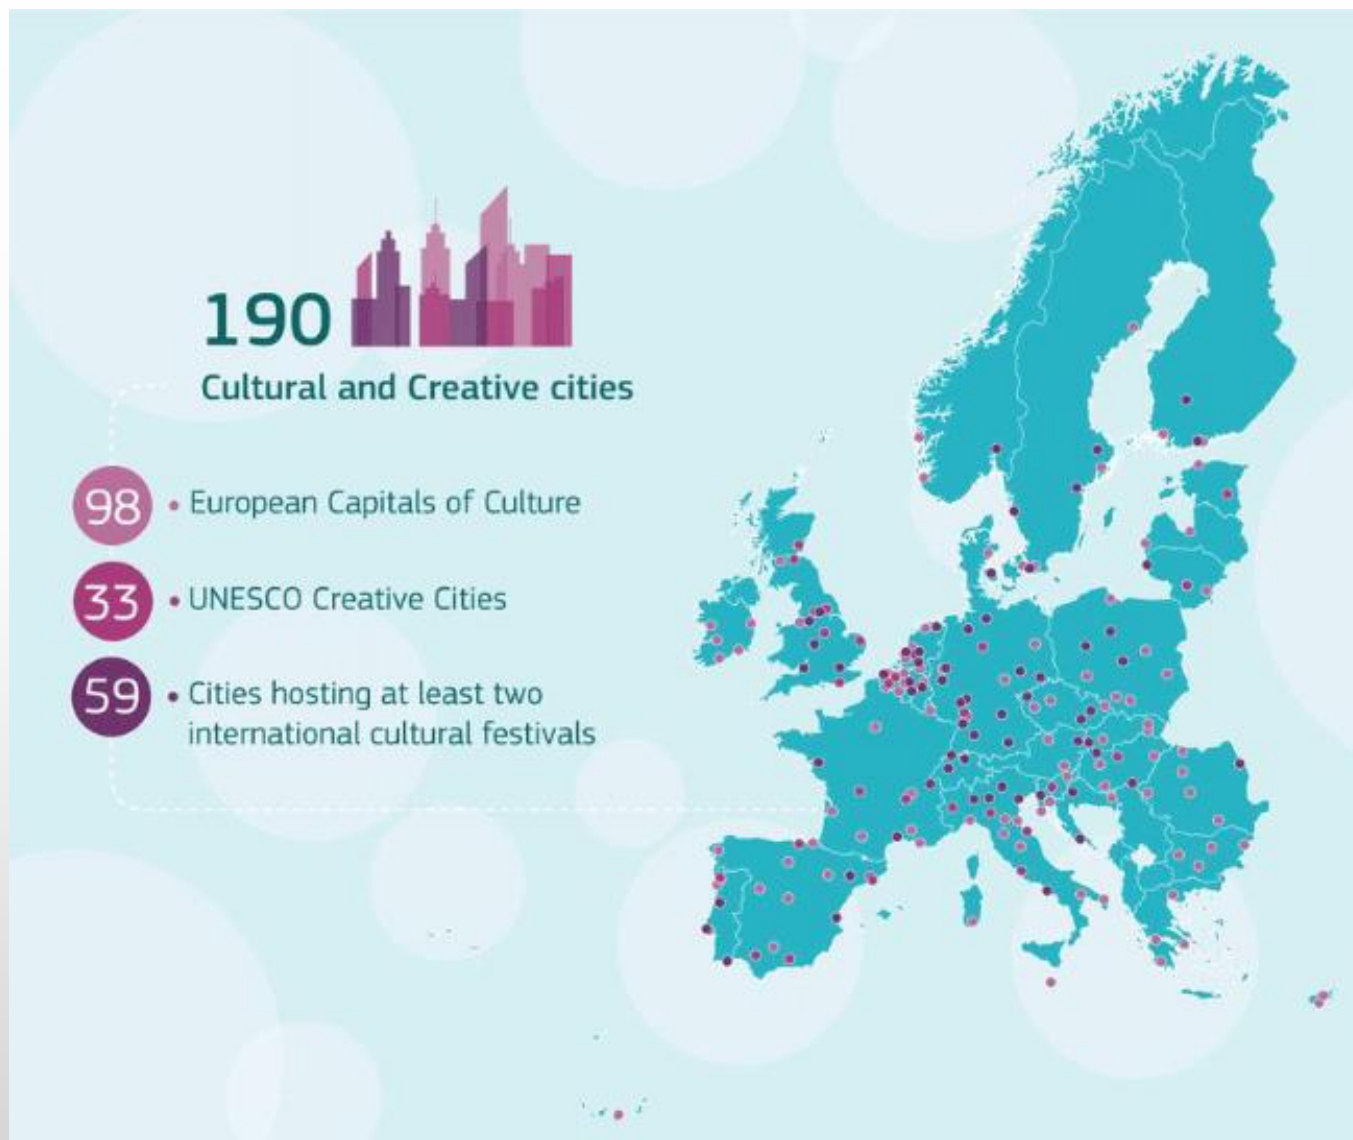 190
Cultural and Creative cities
98
• European Capitals of Culture
33
• UNESCO Creative Cities
59
• Cities hosting at least two
international cultural festivals